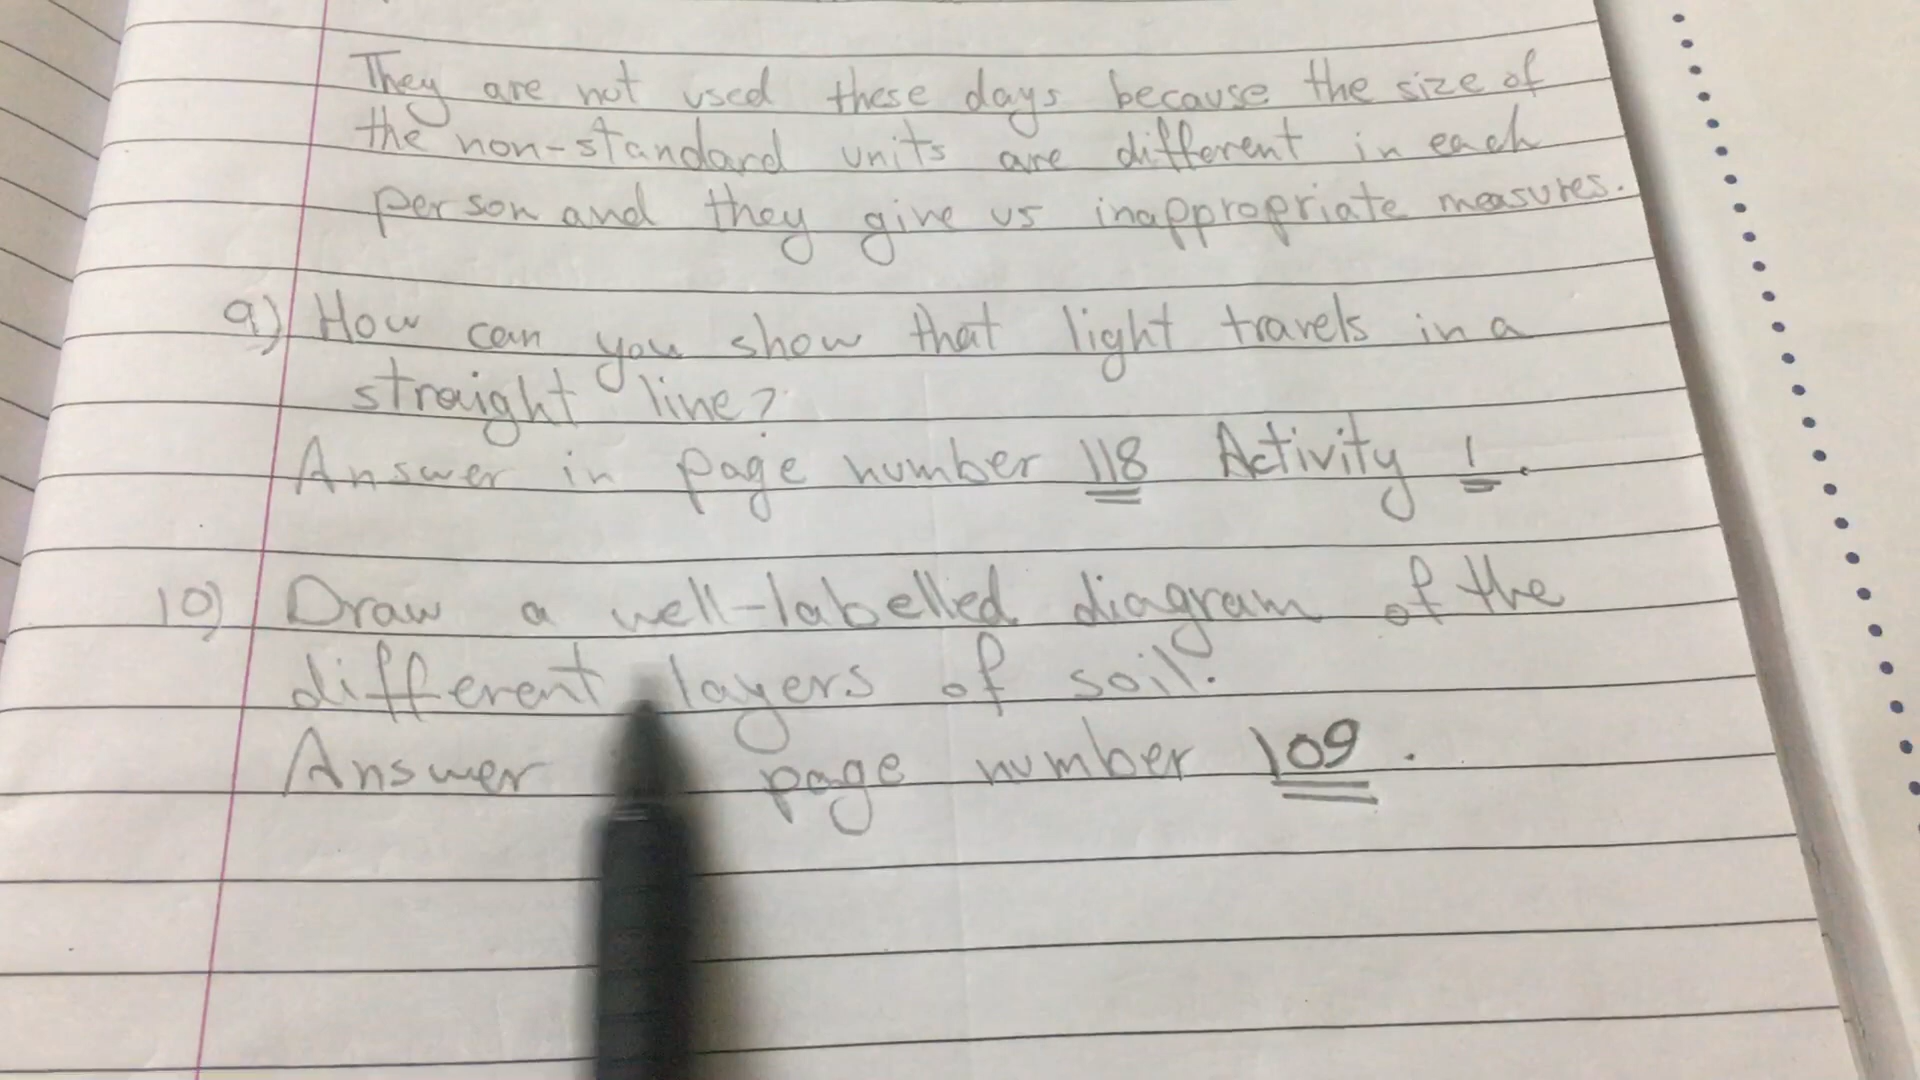 They are not used these days because the size of
the non-standard units are different in each
person and they give us inappropriate measures.
9) How can you show that light travels in a
straight line?
Answer in page number 118 Activity 1.
10) Draw a well-labelled diagram of the
different layers of soil.
Answer page number 109.